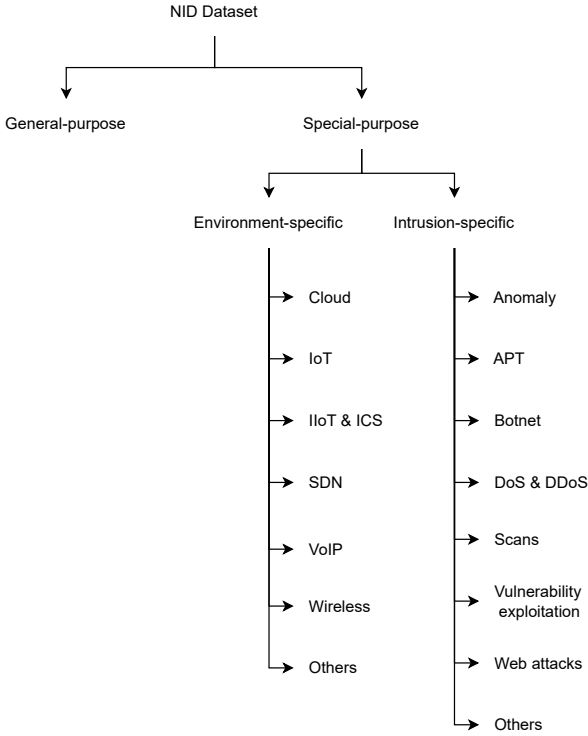 NID Dataset
General-purpose
Special-purpose
Environment-specific
Intrusion-specific
Cloud
IoT
IIoT & ICS
SDN
VoIP
Wireless
Others
Anomaly
APT
Botnet
DoS & DDoS
Scans
Vulnerability
exploitation
Web attacks
Others